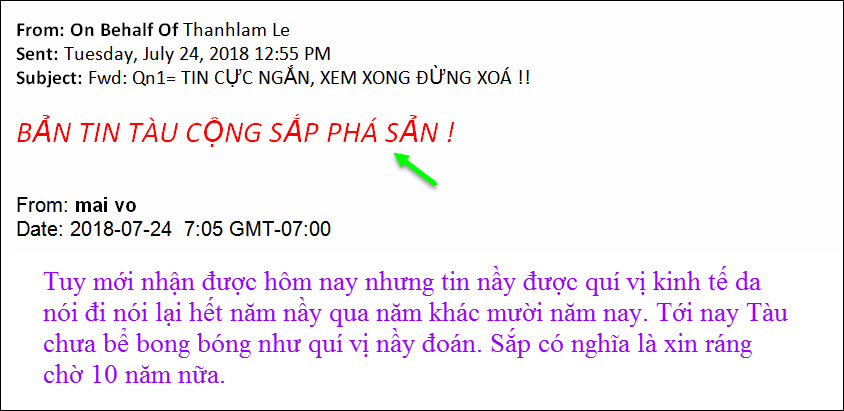 From: On Behalf Of Thanhlam Le
Sent: Tuesday, July 24, 2018 12:55 PM
Subject: Fwd: Qn1= TIN CỰC NGẮN, XEM XONG ĐỪNG XOÁ !!
BẢN TIN TÀU CỘNG SẮP PHÁ SẢN !
From: mai vo
Date: 2018-07-24 7:05 GMT-07:00
Tuy mới nhận được hôm nay nhưng tin nầy được quí vị kinh tế da
nói đi nói lại hết năm nầy qua năm khác mười năm nay. Tới nay Tàu
chưa bể bong bóng như quí vị nầy đoán. Sắp có nghĩa là xin ráng
chờ 10 năm nữa.